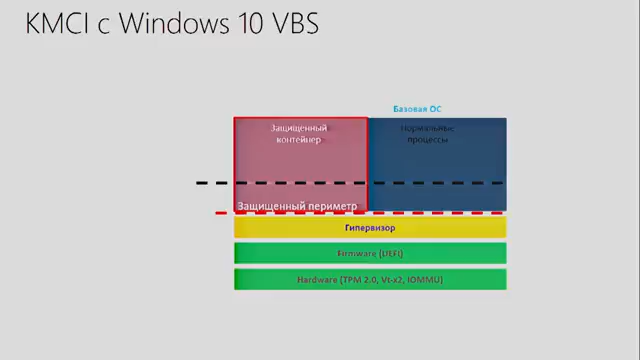 KMCI с Windows 10 VBS
Базовая ОС
Защищенный
контейнер
Нормальные
процессы
Защищенный периметр
Гипервизор
Firmware (UEFI)
Hardware (TPM 2.0, Vt-x2, IOMMU)